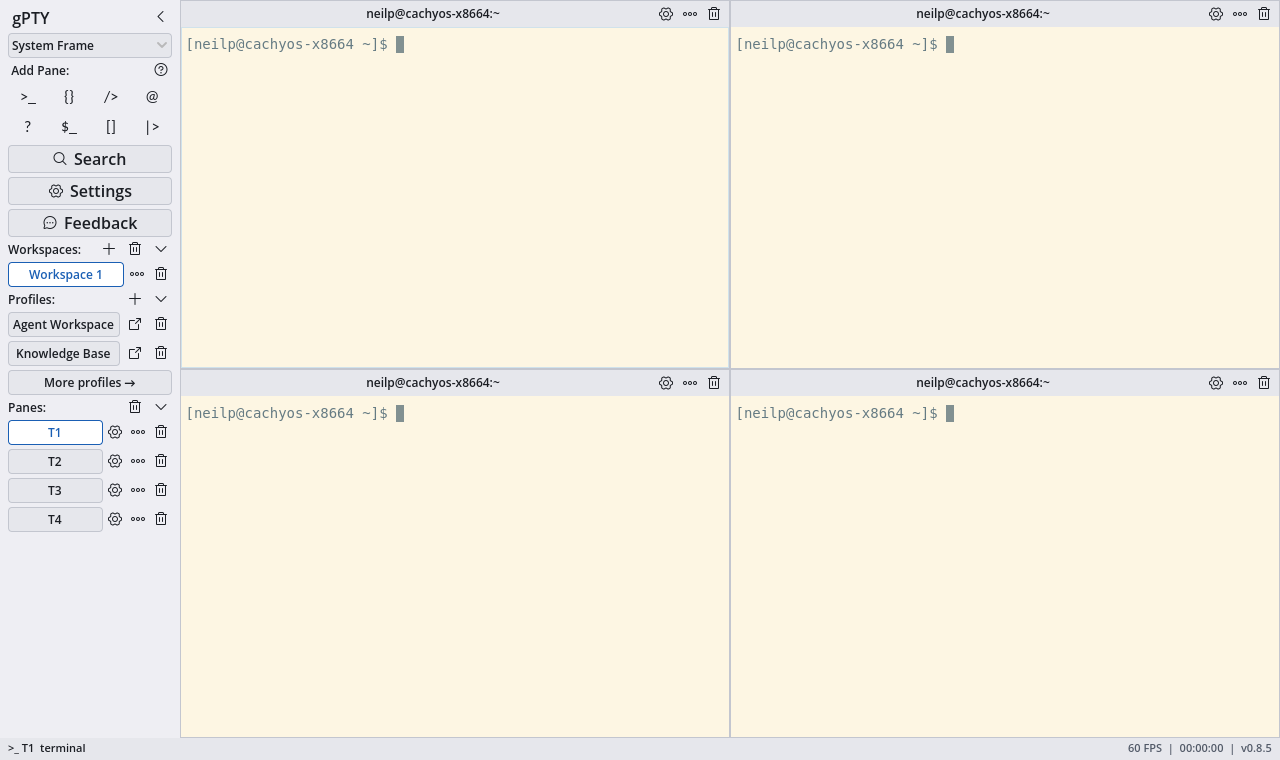 gPTY
System Frame
Add Pane:
>_ {} /> @
? $_ [] |>
Search
Settings
Feedback
Workspaces:
Workspace 1
Profiles:
Agent Workspace
Knowledge Base
More profiles →
Panes:
T1
T2
T3
T4
neilp@cachyos-x8664:~
[neilp@cachyos-x8664 ~]$
neilp@cachyos-x8664:~
[neilp@cachyos-x8664 ~]$
neilp@cachyos-x8664:~
[neilp@cachyos-x8664 ~]$
neilp@cachyos-x8664:~
[neilp@cachyos-x8664 ~]$
>_ T1 terminal
60 FPS | 00:00:00 | v0.8.5